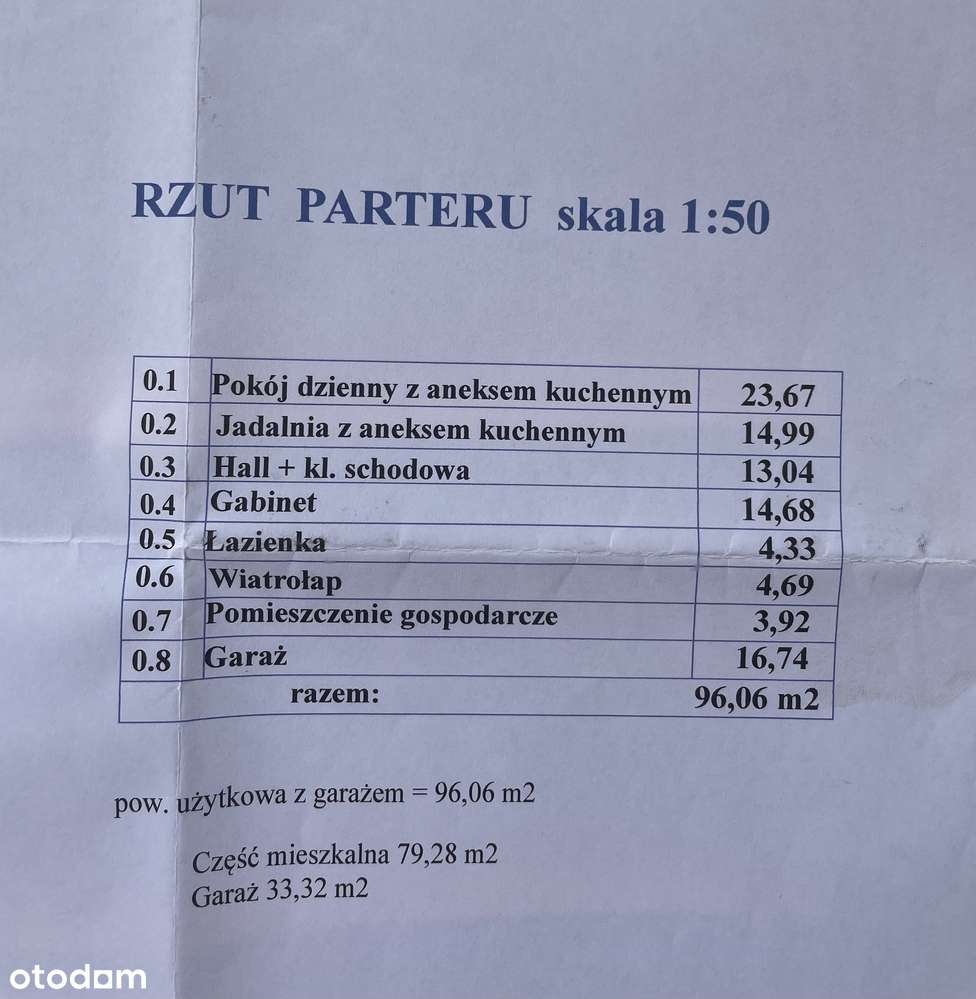 RZUT PARTERU skala 1:50
0.1 Pokój dzienny z aneksem kuchennym 23,67
0.2 Jadalnia z aneksem kuchennym 14,99
0.3 Hall + kl. schodowa 13,04
0.4 Gabinet 14,68
0.5 Łazienka 4,33
0.6 Wiatrołap 4,69
0.7 Pomieszczenie gospodarcze 3,92
0.8 Garaż 16,74
razem: 96,06 m2
pow. użytkowa z garażem = 96,06 m2
Część mieszkalna 79,28 m2
Garaż 33,32 m2
otodom